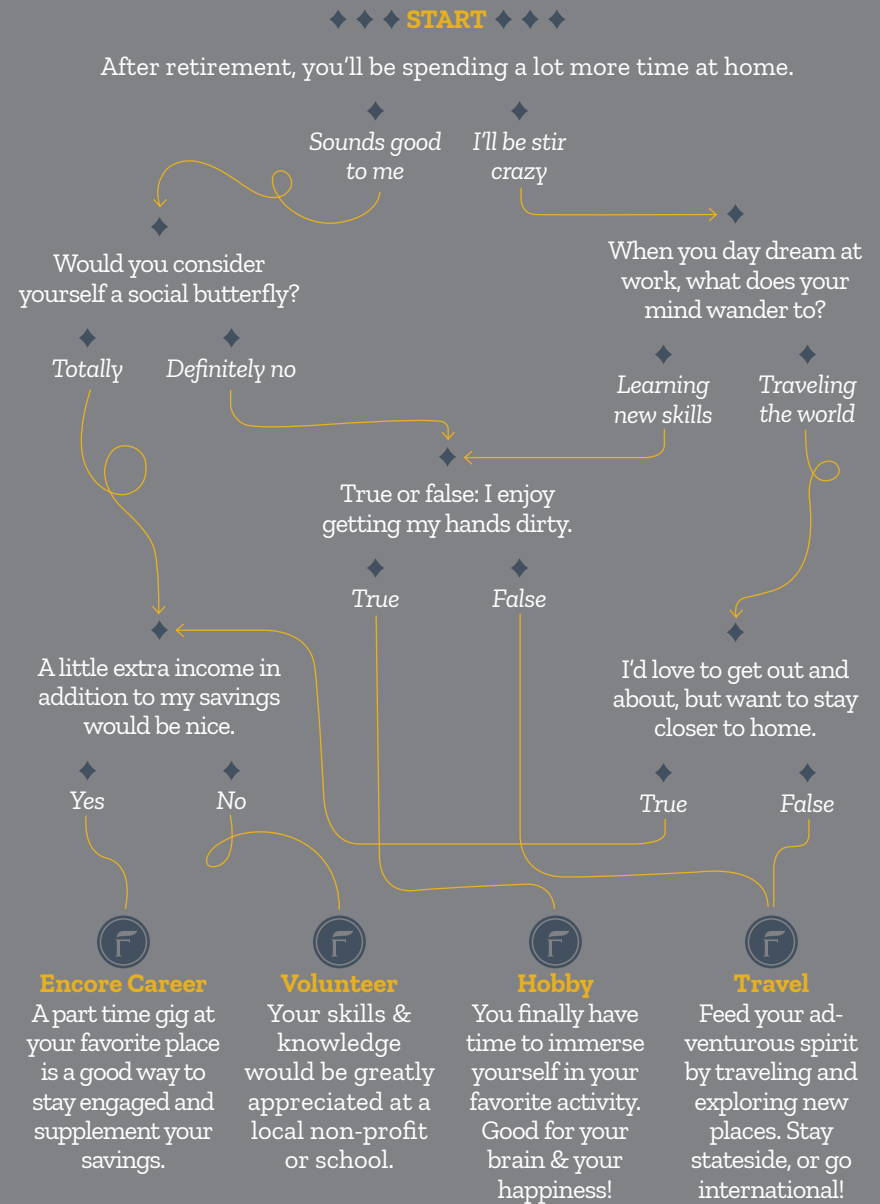 START
After retirement, you'll be spending a lot more time at home.
Sounds good
to me
I'll be stir
crazy
Would you consider
yourself a social butterfly?
When you day dream at
work, what does your
mind wander to?
Totally
Definitely no
Learning
new skills
Traveling
the world
True or false: I enjoy
getting my hands dirty.
True
False
A little extra income in
addition to my savings
would be nice.
I'd love to get out and
about, but want to stay
closer to home.
Yes
No
True
False
F
Encore Career
A part time gig at
your favorite place
is a good way to
stay engaged and
supplement your
savings.
F
Volunteer
Your skills &
knowledge
would be greatly
appreciated at a
local non-profit
or school.
F
Hobby
You finally have
time to immerse
yourself in your
favorite activity.
Good for your
brain & your
happiness!
F
Travel
Feed your ad-
venturous spirit
by traveling and
exploring new
places. Stay
stateside, or go
international!